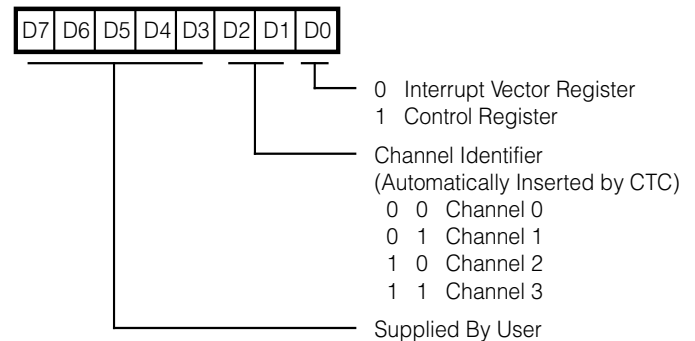 D7 D6 D5 D4 D3 D2 D1 D0
0 Interrupt Vector Register
1 Control Register
Channel Identifier
(Automatically Inserted by CTC)
0 0 Channel 0
0 1 Channel 1
1 0 Channel 2
1 1 Channel 3
Supplied By User